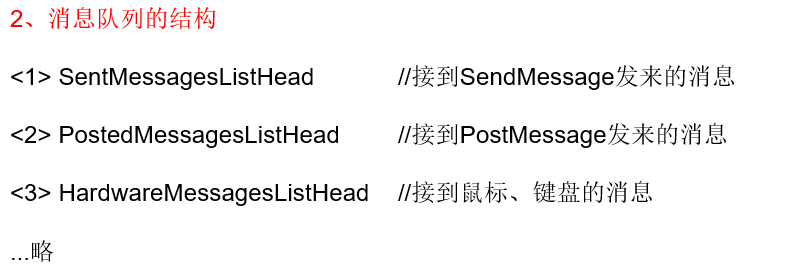 2、消息队列的结构
<1> SentMessagesListHead //接到SendMessage发来的消息
<2> PostedMessagesListHead //接到PostMessage发来的消息
<3> HardwareMessagesListHead //接到鼠标、键盘的消息
...略